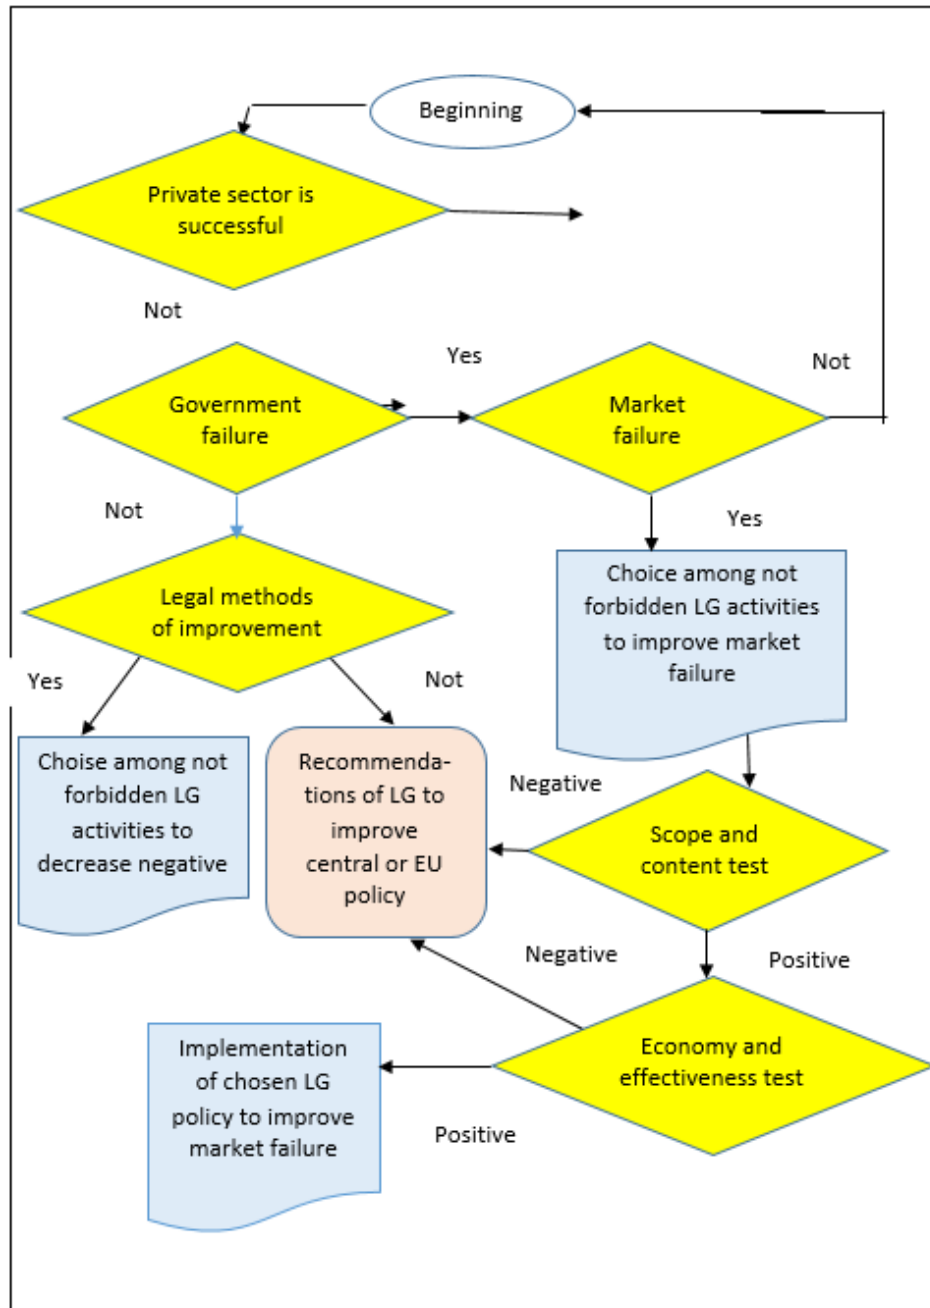 Beginning
Private sector is
successful
Not
Yes
Not
Government
failure
Market
failure
Not
Yes
Legal methods
of improvement
Choice among not
forbidden LG activities
to improve market
failure
Yes
Not
Choise among not
forbidden LG
activities to
decrease negative
Recommenda-
tions of LG to
improve
central or EU
policy
Negative
Scope and
content test
Negative
Positive
Implementation
of chosen LG
policy to improve
market failure
Economy and
effectiveness test
Positive